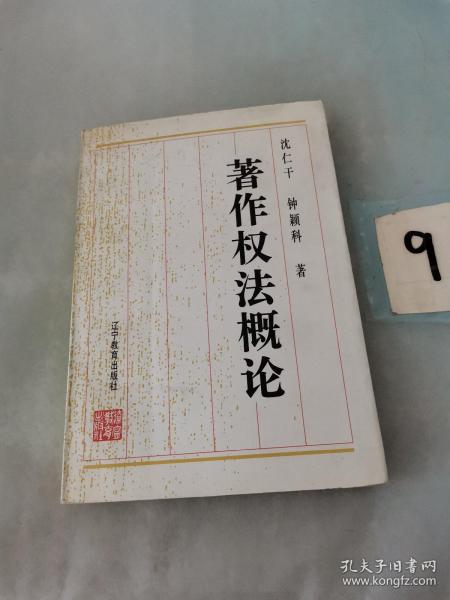 沈仁干 钟颖科 著
著作权法概论
辽宁教育出版社
9
孔夫子旧书网
www.kongfz.com